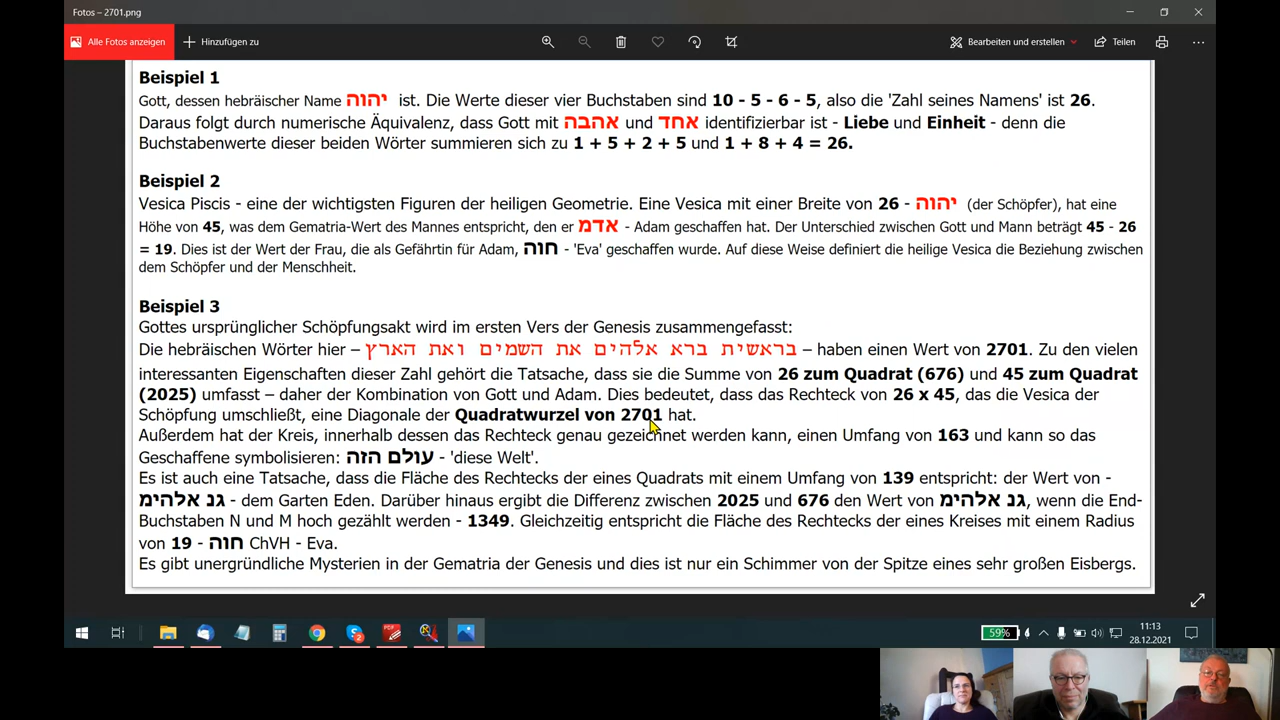 Fotos – 2701.png
Alle Fotos anzeigen
Hinzufügen zu
Bearbeiten und erstellen
Teilen
Beispiel 1
Gott, dessen hebräischer Name יהוה ist. Die Werte dieser vier Buchstaben sind 10 - 5 - 6 - 5, also die 'Zahl seines Namens' ist 26.
Daraus folgt durch numerische Äquivalenz, dass Gott mit אהבה und אחד identifizierbar ist - Liebe und Einheit - denn die
Buchstabenwerte dieser beiden Wörter summieren sich zu 1 + 5 + 2 + 5 und 1 + 8 + 4 = 26.
Beispiel 2
Vesica Piscis - eine der wichtigsten Figuren der heiligen Geometrie. Eine Vesica mit einer Breite von 26 - יהוה (der Schöpfer), hat eine
Höhe von 45, was dem Gematria-Wert des Mannes entspricht, den er אדמ - Adam geschaffen hat. Der Unterschied zwischen Gott und Mann beträgt 45 - 26
= 19. Dies ist der Wert der Frau, die als Gefährtin für Adam, חוה - 'Eva' geschaffen wurde. Auf diese Weise definiert die heilige Vesica die Beziehung zwischen
dem Schöpfer und der Menschheit.
Beispiel 3
Gottes ursprünglicher Schöpfungsakt wird im ersten Vers der Genesis zusammengefasst:
Die hebräischen Wörter hier – בראשית ברא אלהים את השמים ואת הארץ – haben einen Wert von 2701. Zu den vielen
interessanten Eigenschaften dieser Zahl gehört die Tatsache, dass sie die Summe von 26 zum Quadrat (676) und 45 zum Quadrat
(2025) umfasst – daher der Kombination von Gott und Adam. Dies bedeutet, dass das Rechteck von 26 x 45, das die Vesica der
Schöpfung umschließt, eine Diagonale der Quadratwurzel von 2701 hat.
Außerdem hat der Kreis, innerhalb dessen das Rechteck genau gezeichnet werden kann, einen Umfang von 163 und kann so das
Geschaffene symbolisieren: עולם הזה - 'diese Welt'.
Es ist auch eine Tatsache, dass die Fläche des Rechtecks der eines Quadrats mit einem Umfang von 139 entspricht: der Wert von -
גנ אלהימ - dem Garten Eden. Darüber hinaus ergibt die Differenz zwischen 2025 und 676 den Wert von גנ אלהימ, wenn die End-
Buchstaben N und M hoch gezählt werden - 1349. Gleichzeitig entspricht die Fläche des Rechtecks der eines Kreises mit einem Radius
von 19 - חוה ChVH - Eva.
Es gibt unergründliche Mysterien in der Gematria der Genesis und dies ist nur ein Schimmer von der Spitze eines sehr großen Eisbergs.
59%
11:13
28.12.2021